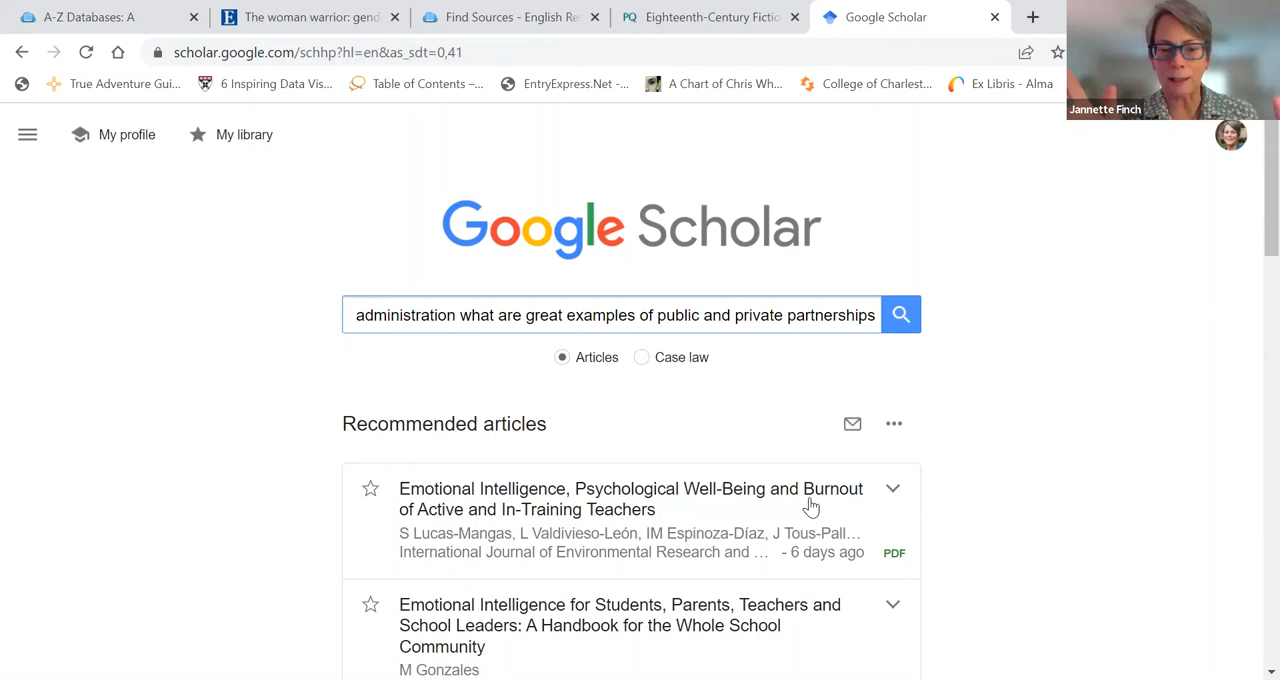 A-Z Databases: A
The woman warrior: gend
Find Sources - English Re
PQ Eighteenth-Century Fictio
Google Scholar
scholar.google.com/schhp?hl=en&as_sdt=0,41
True Adventure Gui...
6 Inspiring Data Vis...
Table of Contents –...
EntryExpress.Net -...
A Chart of Chris Wh...
College of Charlest...
Ex Libris - Alma
Jannette Finch
My profile
My library
Google Scholar
administration what are great examples of public and private partnerships
Articles
Case law
Recommended articles
Emotional Intelligence, Psychological Well-Being and Burnout
of Active and In-Training Teachers
S Lucas-Mangas, L Valdivieso-León, IM Espinoza-Díaz, J Tous-Pall...
International Journal of Environmental Research and ... - 6 days ago
PDF
Emotional Intelligence for Students, Parents, Teachers and
School Leaders: A Handbook for the Whole School
Community
M Gonzales